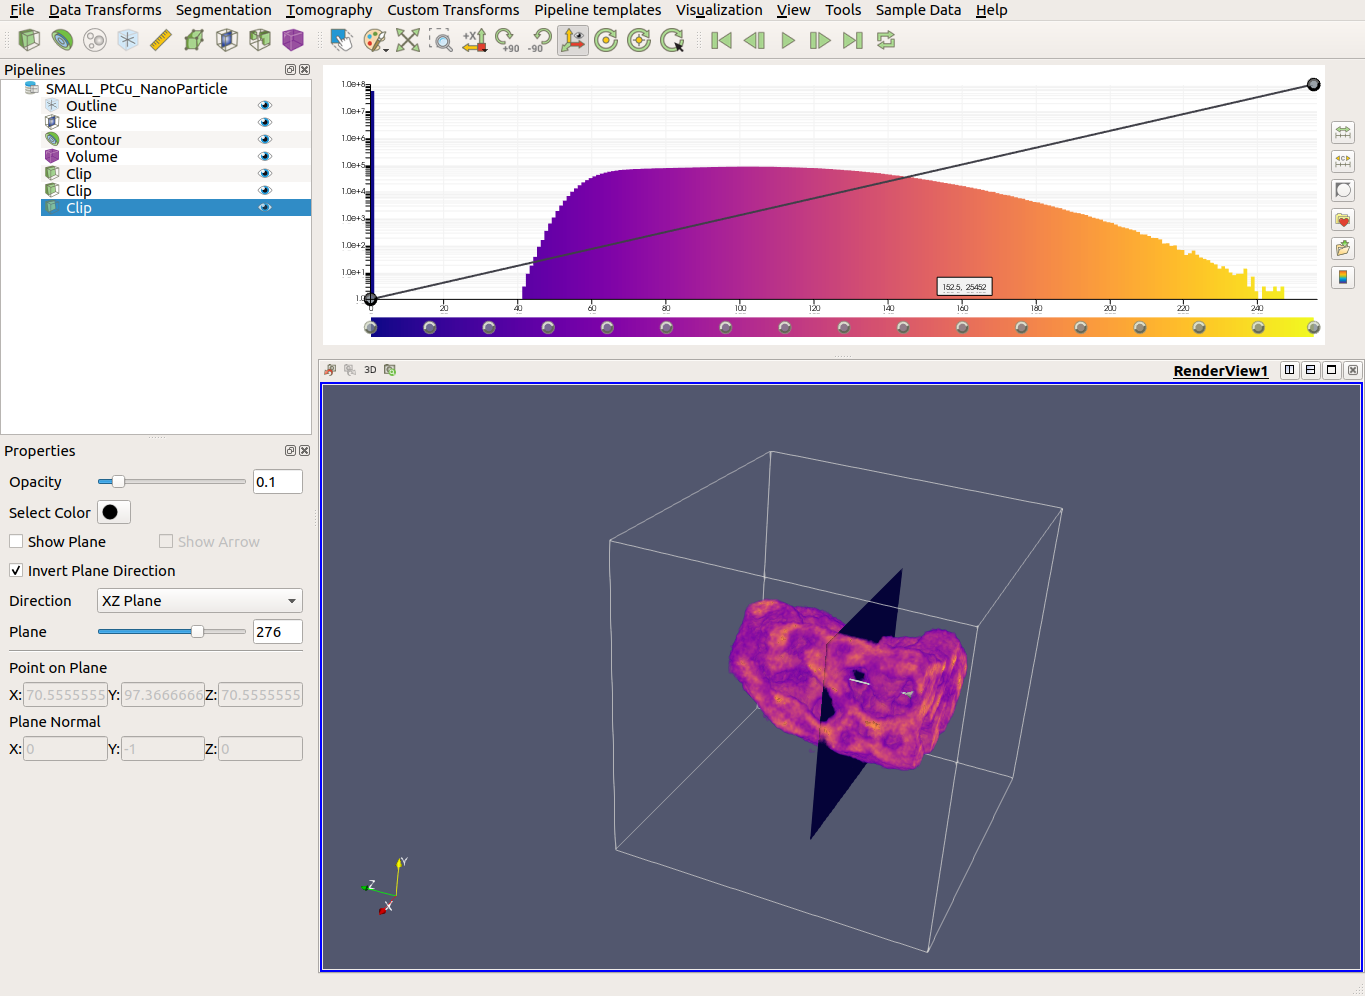 File Data Transforms Segmentation Tomography Custom Transforms Pipeline templates Visualization View Tools Sample Data Help
+X +90 -90
Pipelines
SMALL_PtCu_NanoParticle
Outline
Slice
Contour
Volume
Clip
Clip
Clip
1.0e+8
1.0e+7
1.0e+6
1.0e+5
1.0e+4
1.0e+3
1.0e+2
1.0e+1
1.0
152.5, 25452
0 20 40 60 80 100 120 140 160 180 200 220 240
3D
RenderView1
Properties
Opacity 0.1
Select Color
Show Plane Show Arrow
Invert Plane Direction
Direction XZ Plane
Plane 276
Point on Plane
X: 70.5555555 Y: 97.3666666 Z: 70.5555555
Plane Normal
X: 0 Y: -1 Z: 0
Y
Z
X